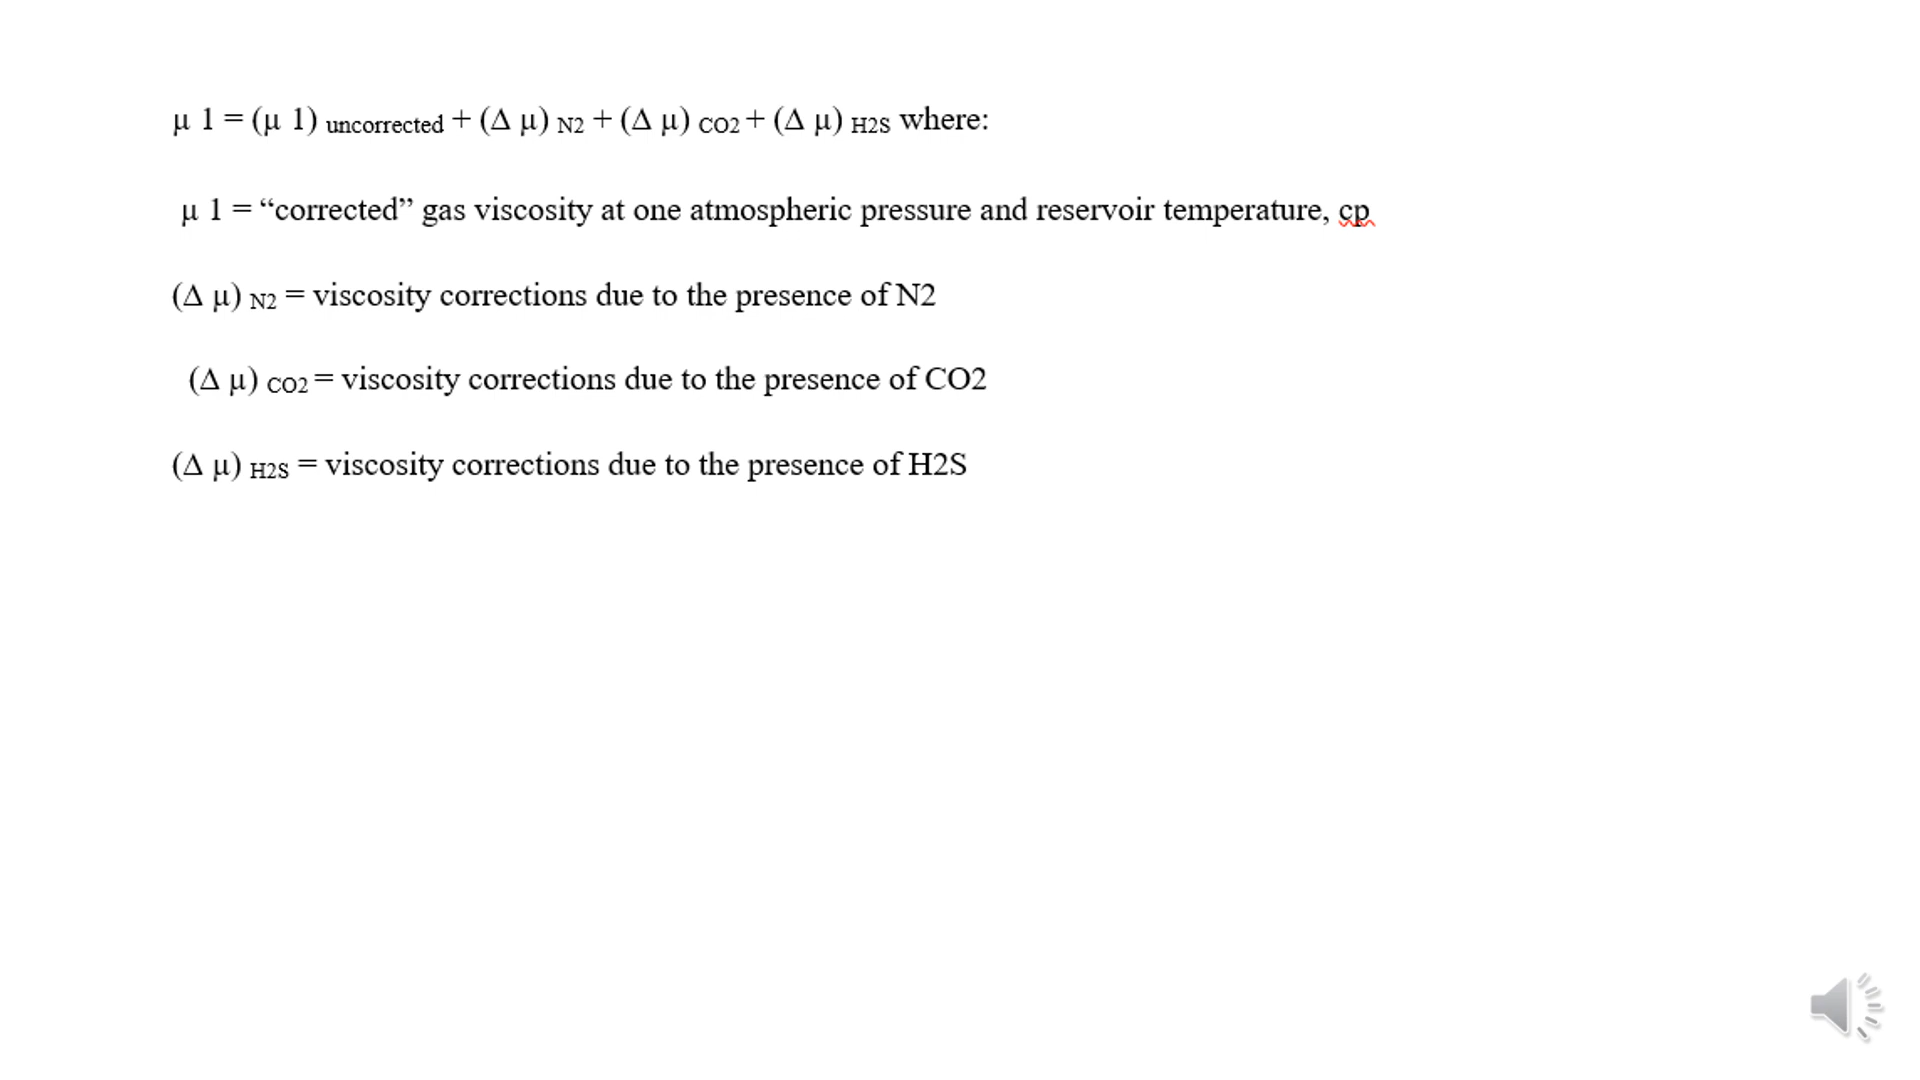 μ 1 = (μ 1) uncorrected + (Δ μ) N2 + (Δ μ) CO2 + (Δ μ) H2S where:
μ 1 = “corrected” gas viscosity at one atmospheric pressure and reservoir temperature, cp
(Δ μ) N2 = viscosity corrections due to the presence of N2
(Δ μ) CO2 = viscosity corrections due to the presence of CO2
(Δ μ) H2S = viscosity corrections due to the presence of H2S